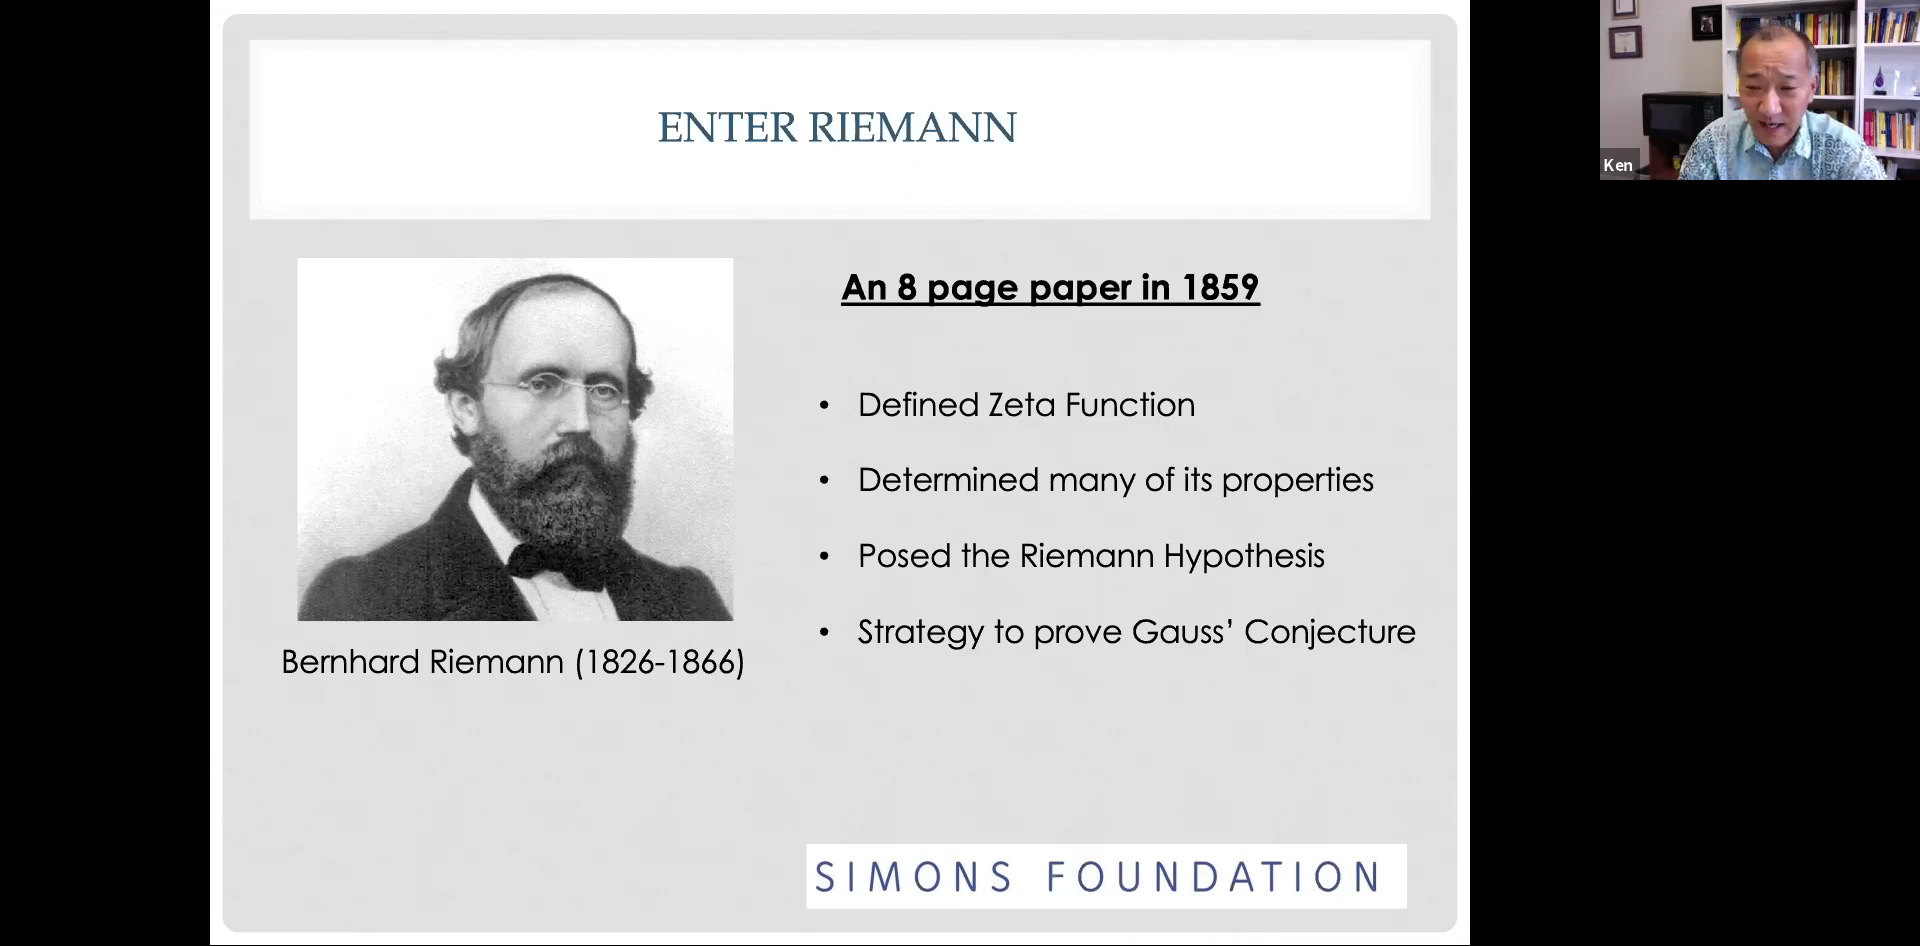 ENTER RIEMANN
An 8 page paper in 1859
• Defined Zeta Function
• Determined many of its properties
• Posed the Riemann Hypothesis
• Strategy to prove Gauss’ Conjecture
Bernhard Riemann (1826-1866)
SIMONS FOUNDATION
Ken